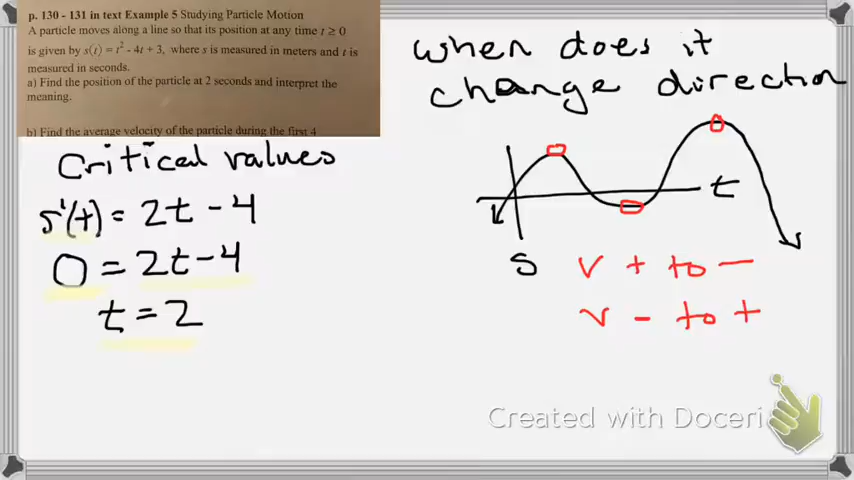 p. 130 - 131 in text Example 5 Studying Particle Motion
A particle moves along a line so that its position at any time t ≥ 0
is given by s(t) = t² - 4t + 3, where s is measured in meters and t is
measured in seconds.
a) Find the position of the particle at 2 seconds and interpret the
meaning.
b) Find the average velocity of the particle during the first 4
Critical values
s'(t) = 2t - 4
0 = 2t - 4
t = 2
when does it
change direction
t
S
v + to -
v - to +
Created with Doceri